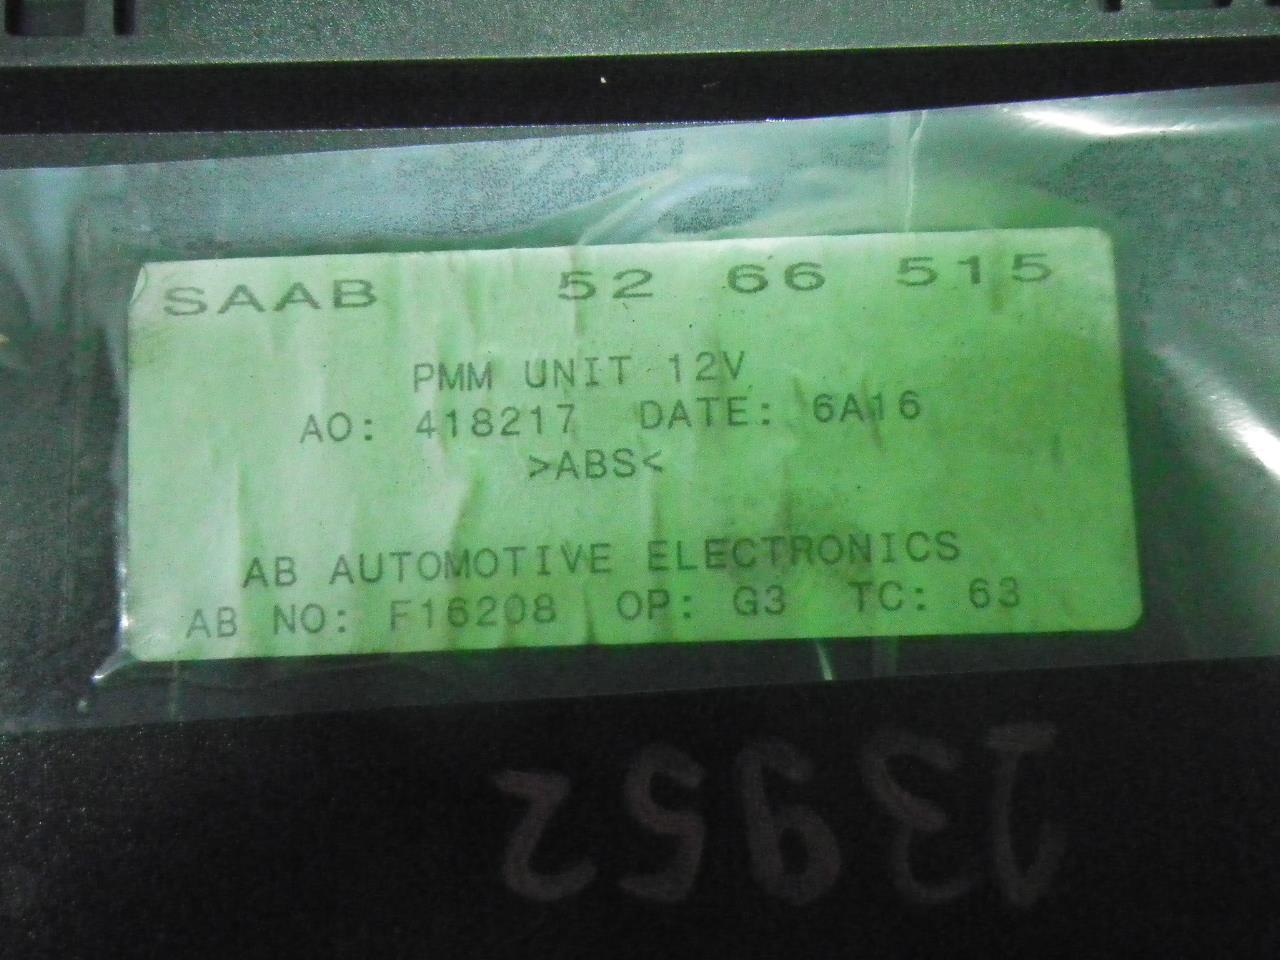 SAAB 52 66 515
PMM UNIT 12V
AO: 418217 DATE: 6A16
>ABS<
AB AUTOMOTIVE ELECTRONICS
AB NO: F16208 OP: G3 TC: 63
13952